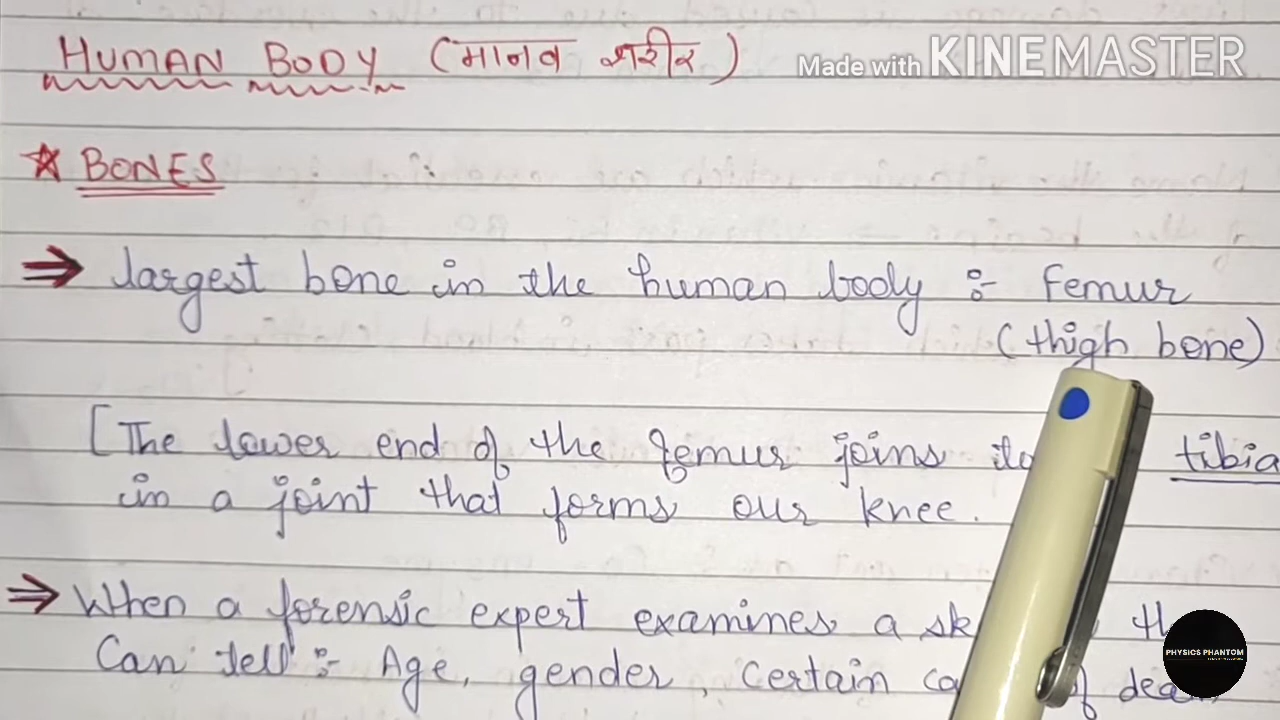 HUMAN BODY (मानव शरीर)
Made with KINEMASTER
★ BONES
⇒ largest bone in the human body :- Femur
(thigh bone)
[The lower end of the femur joins tibia
in a joint that forms our knee.
⇒ When a forensic expert examines a
Can tell :- Age, gender, Certain
PHYSICS PHANTOM